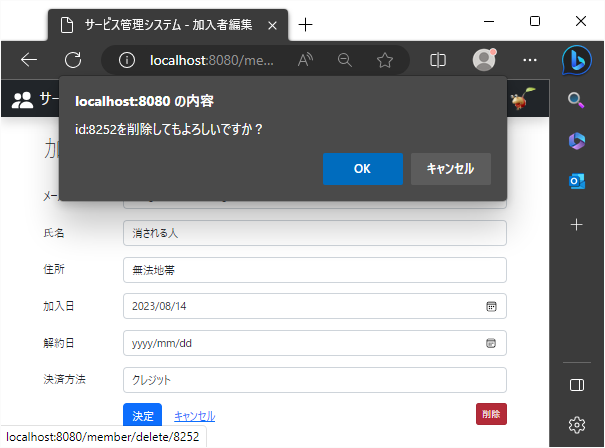 サービス管理システム - 加入者編集
localhost:8080/me...
サー
localhost:8080 の内容
id:8252を削除してもよろしいですか？
OK
キャンセル
加
メー
氏名
消される人
住所
無法地帯
加入日
2023/08/14
解約日
yyyy/mm/dd
決済方法
クレジット
決定
キャンセル
削除
localhost:8080/member/delete/8252